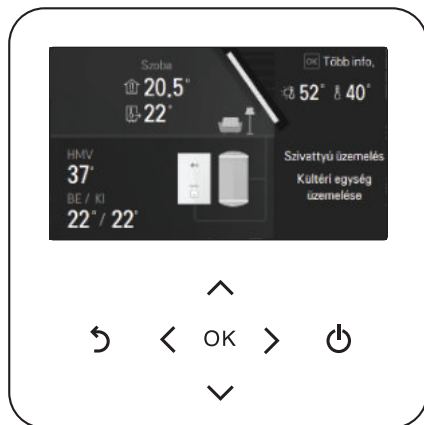 Szoba
20.5°
22°
OK Több info,
52° 40°
HMV
37°
BE / KI
22° / 22°
Szivattyú üzemelés
Kültéri egység
üzemelése
OK